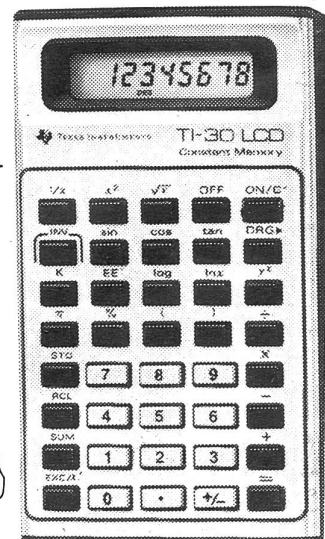 12345678
DEG
Texas Instruments TI-30 LCD
Constant Memory
1/x x² √x OFF ON/C
INV sin cos tan DRG▶
K EE log lnx yˣ
π % ( ) ÷
STO 7 8 9 ×
RCL 4 5 6 −
SUM 1 2 3 +
EXC 0 . +/− =